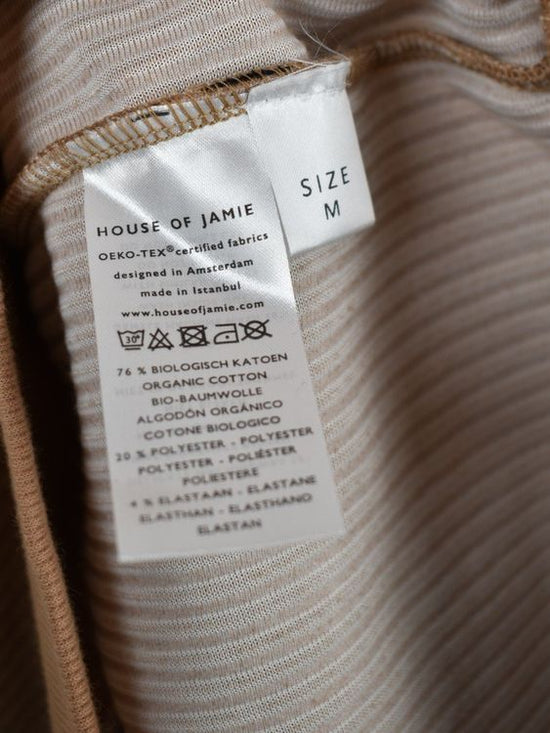 HOUSE OF JAMIE
OEKO-TEX® certified fabrics
designed in Amsterdam
made in Istanbul
www.houseofjamie.com
30°
76 % BIOLOGISCH KATOEN
ORGANIC COTTON
BIO-BAUMWOLLE
ALGODÓN ORGÁNICO
COTONE BIOLOGICO
20 % POLYESTER - POLYESTER
POLYESTER - POLIÉSTER
POLIESTERE
4 % ELASTAAN - ELASTANE
ELASTHAN - ELASTHANO
ELASTAN
SIZE
M